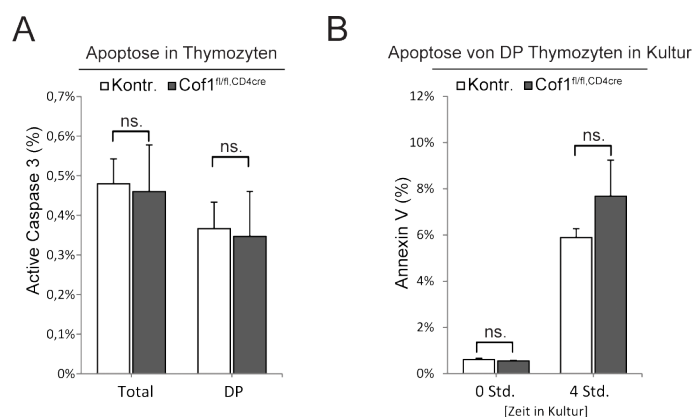 A
Apoptose in Thymozyten
Kontr. Cof1fl/fl,CD4cre
Active Caspase 3 (%)
0,7%
0,6%
0,5%
0,4%
0,3%
0,2%
0,1%
0%
ns.
ns.
Total DP
B
Apoptose von DP Thymozyten in Kultur
Kontr. Cof1fl/fl,CD4cre
Annexin V (%)
12%
10%
8%
6%
4%
2%
0%
ns.
ns.
0 Std. 4 Std.
[Zeit in Kultur]